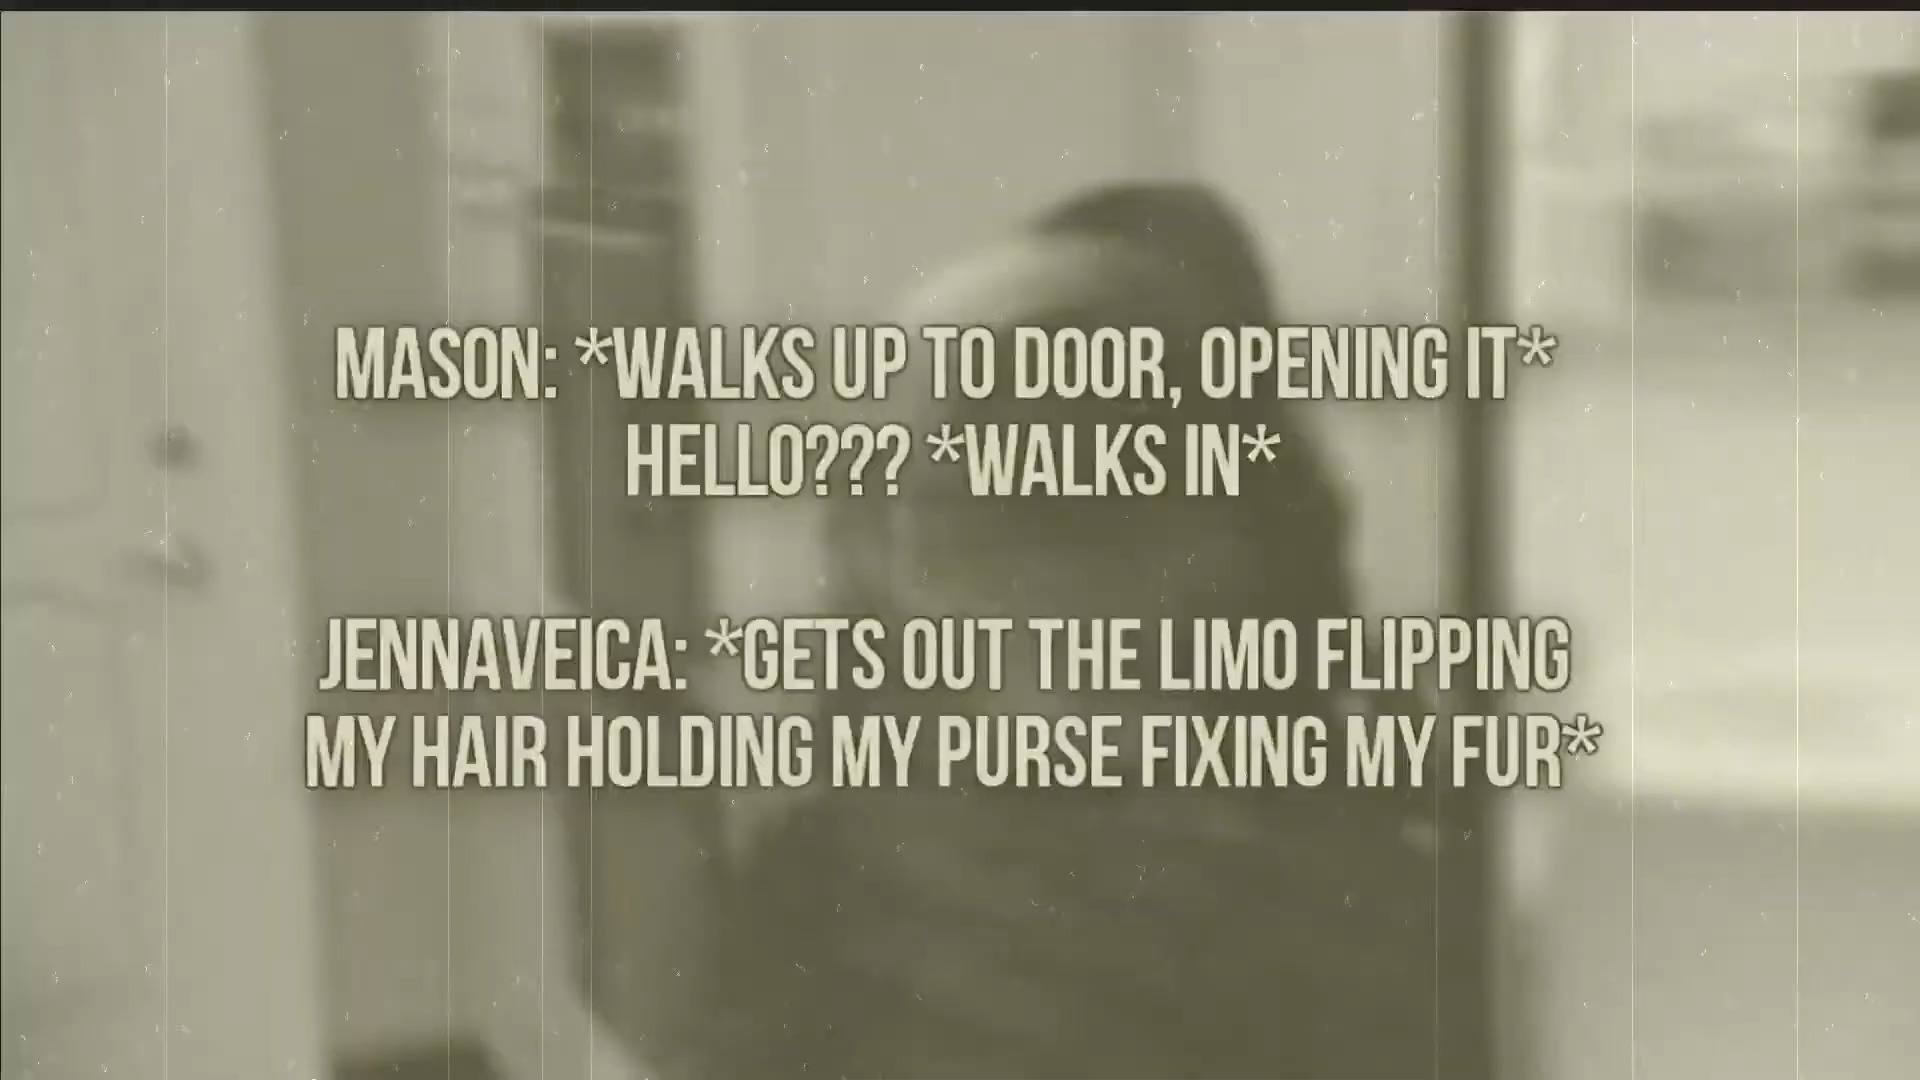 MASON: *WALKS UP TO DOOR, OPENING IT*
HELLO??? *WALKS IN*
JENNAVEICA: *GETS OUT THE LIMO FLIPPING
MY HAIR HOLDING MY PURSE FIXING MY FUR*